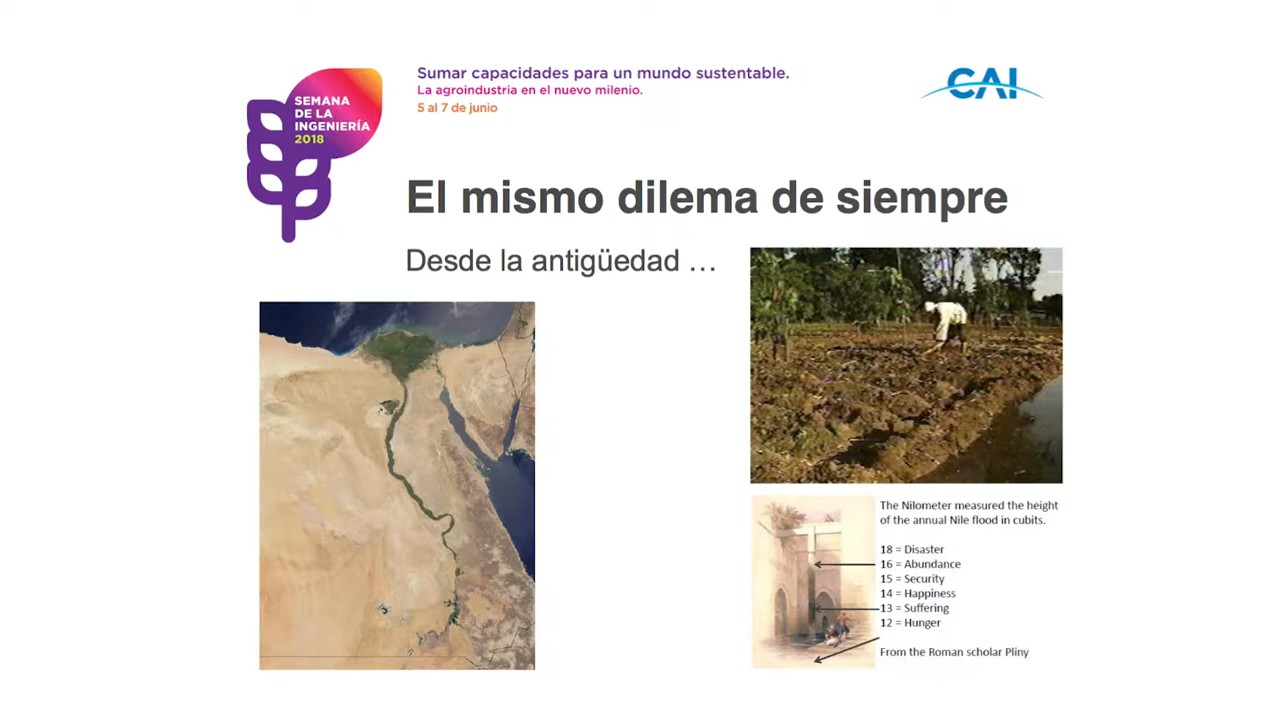 SEMANA
DE LA
INGENIERÍA
2018
Sumar capacidades para un mundo sustentable.
La agroindustria en el nuevo milenio.
5 al 7 de junio
CAI
El mismo dilema de siempre
Desde la antigüedad …
The Nilometer measured the height
of the annual Nile flood in cubits.
18 = Disaster
16 = Abundance
15 = Security
14 = Happiness
13 = Suffering
12 = Hunger
From the Roman scholar Pliny